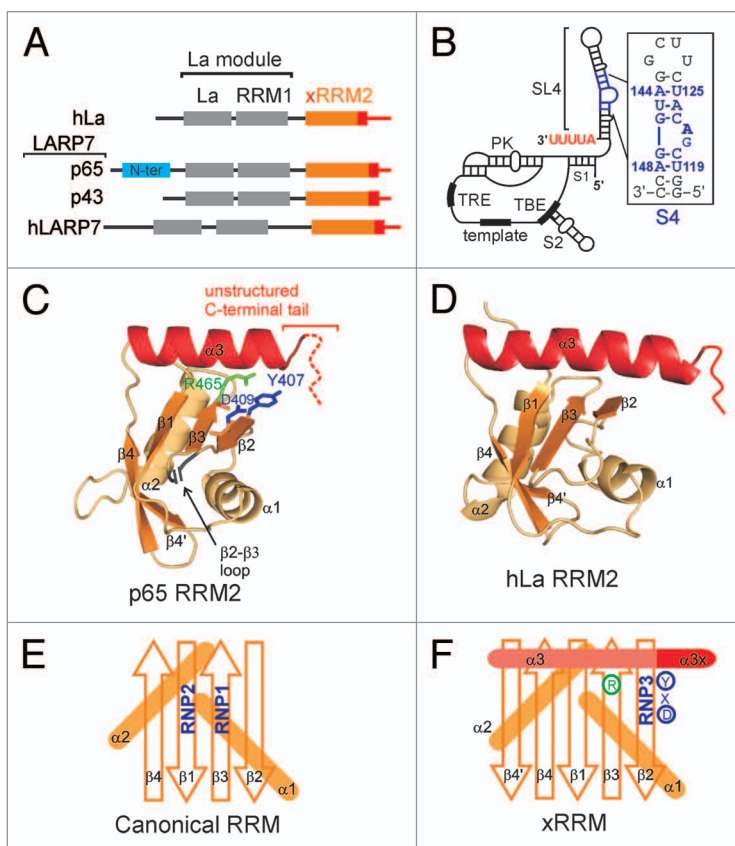 A
La module
La RRM1 xRRM2
hLa
LARP7
p65
N-ter
p43
hLARP7
B
SL4
3'UUUUA
PK
S1
5'
TRE
TBE
template
S2
C U
G U
G C
144 A U 125
U A
G C
A
G
G C
148 A U 119
C G
3'–C G–5'
S4
C
unstructured
C-terminal tail
α3
R465
Y407
D409
β1
β3
β2
β4
α2
α1
β4'
β2-β3
loop
p65 RRM2
D
α3
β1
β3
β2
β4
α2
α1
β4'
hLa RRM2
E
RNP2
RNP1
α2
α1
β4 β1 β3 β2
Canonical RRM
F
α3 α3x
R
RNP3
Y
X
D
α2
α1
β4' β4 β1 β3 β2
xRRM